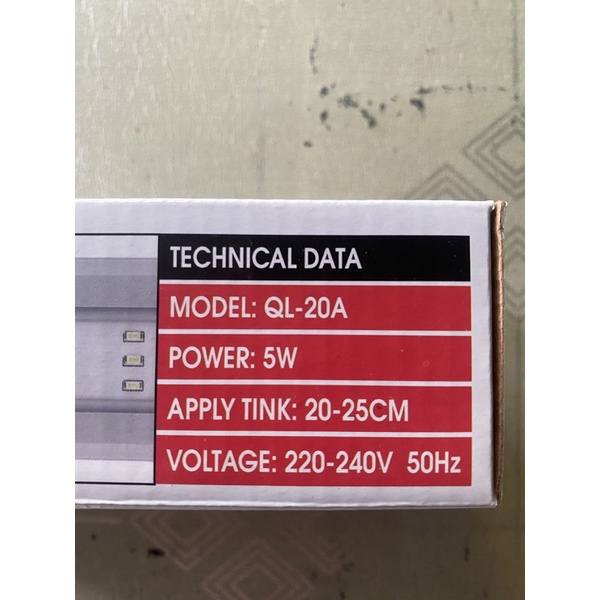 TECHNICAL DATA
MODEL: QL-20A
POWER: 5W
APPLY TINK: 20-25CM
VOLTAGE: 220-240V 50Hz